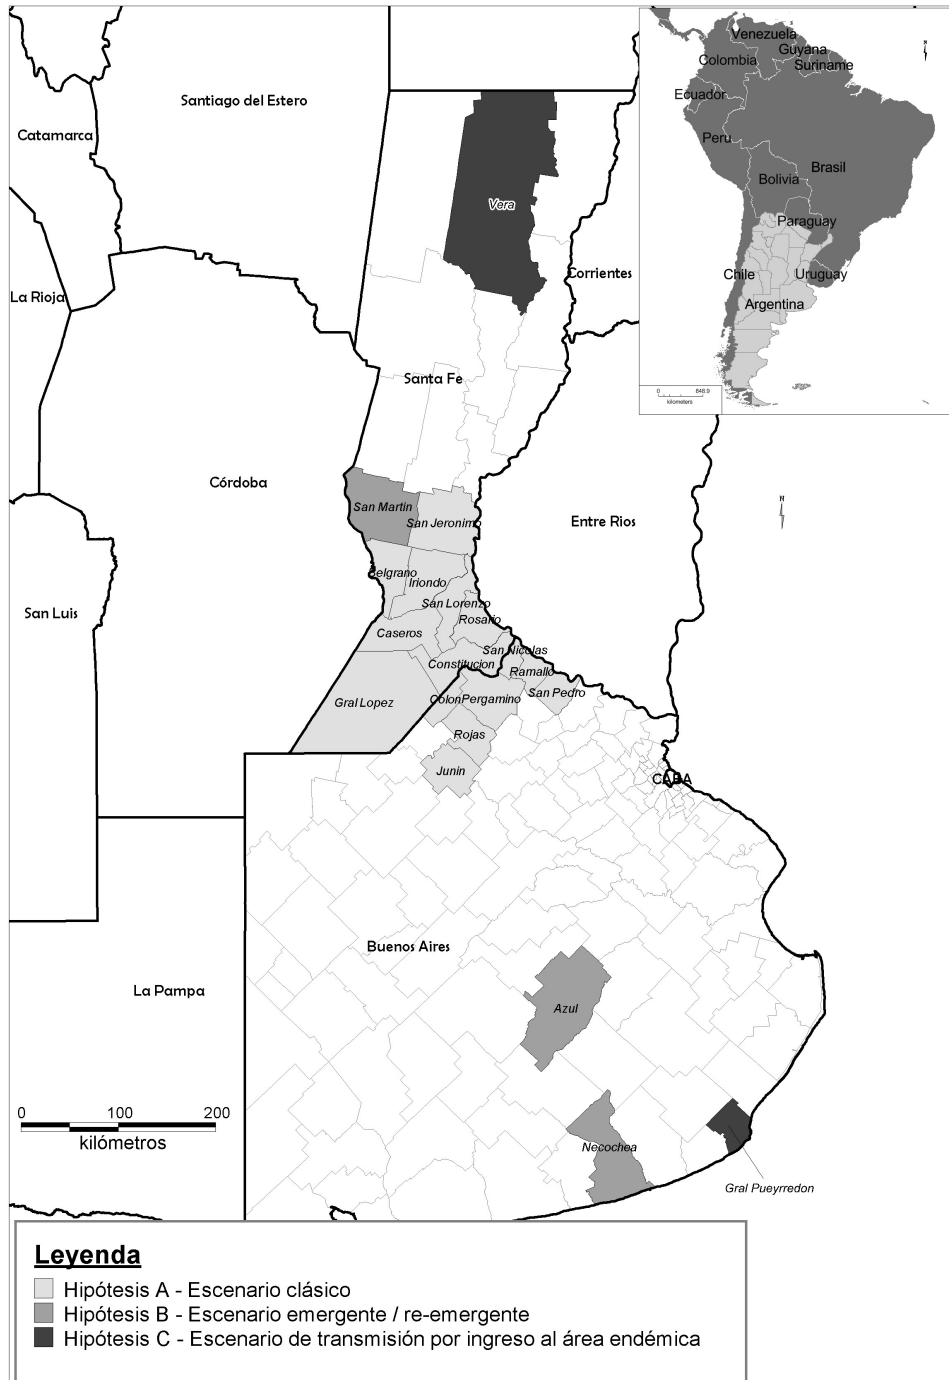 Venezuela
Guyana
Suriname
Colombia
Ecuador
Peru
Brasil
Bolivia
Paraguay
Chile
Uruguay
Argentina
0 848.9
kilometers
N
Santiago del Estero
Catamarca
Vera
Corrientes
La Rioja
Santa Fe
Córdoba
San Martin
San Jeronimo
Entre Rios
N
Belgrano
Iriondo
San Luis
San Lorenzo
Rosario
Caseros
San Nicolas
Constitucion
Ramallo
San Pedro
Gral Lopez
Colon
Pergamino
Rojas
Junin
CABA
Buenos Aires
La Pampa
Azul
0 100 200
kilómetros
Necochea
Gral Pueyrredon
Leyenda
Hipótesis A - Escenario clásico
Hipótesis B - Escenario emergente / re-emergente
Hipótesis C - Escenario de transmisión por ingreso al área endémica